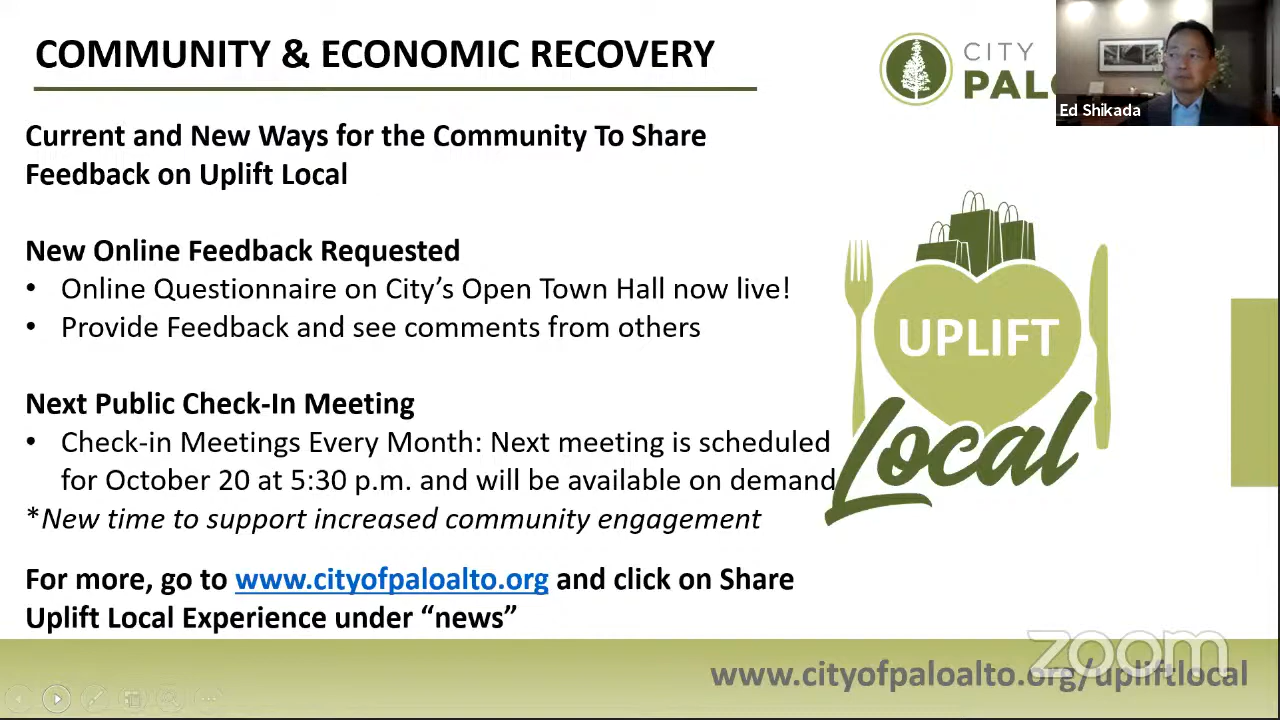 COMMUNITY & ECONOMIC RECOVERY
CITY
PALO
Ed Shikada
Current and New Ways for the Community To Share
Feedback on Uplift Local
New Online Feedback Requested
• Online Questionnaire on City’s Open Town Hall now live!
• Provide Feedback and see comments from others
Next Public Check-In Meeting
• Check-in Meetings Every Month: Next meeting is scheduled
for October 20 at 5:30 p.m. and will be available on demand
*New time to support increased community engagement
For more, go to www.cityofpaloalto.org and click on Share
Uplift Local Experience under “news”
UPLIFT
Local
zoom
www.cityofpaloalto.org/upliftlocal